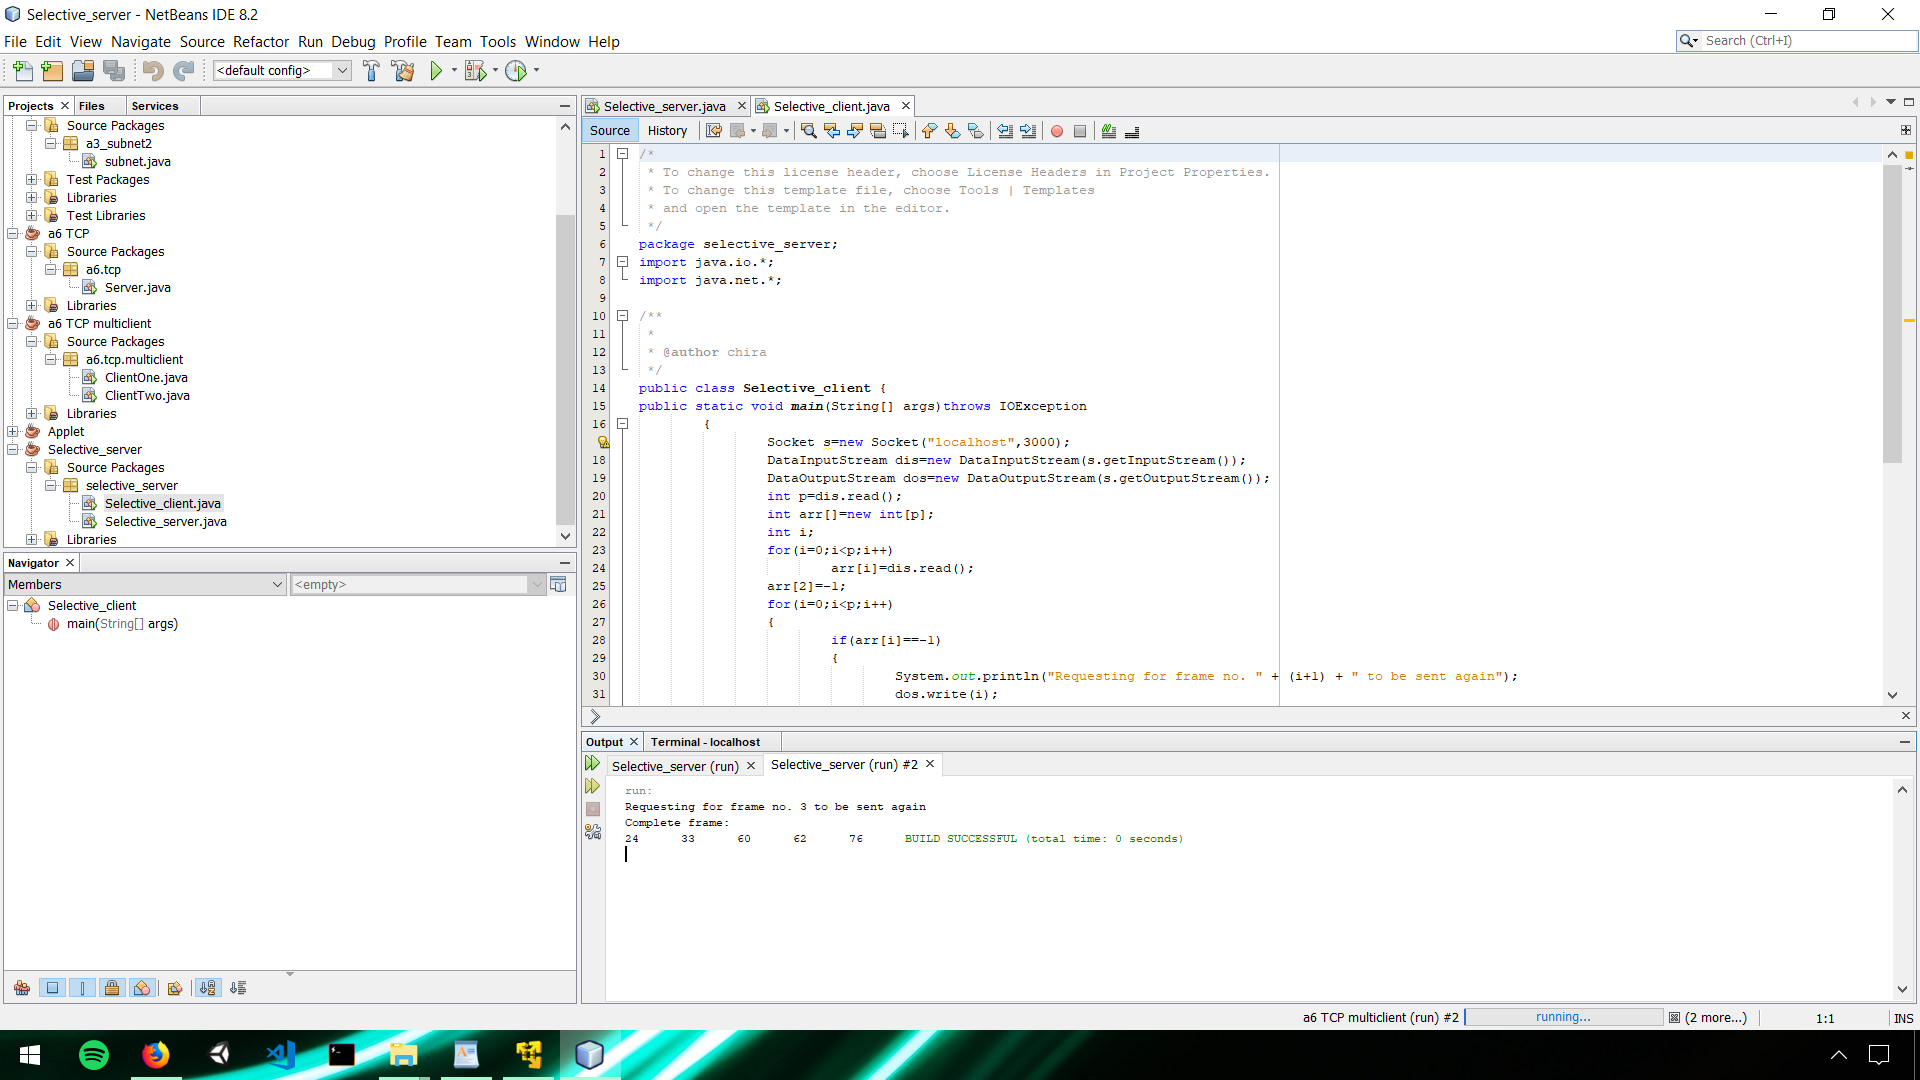 Selective_server - NetBeans IDE 8.2
File Edit View Navigate Source Refactor Run Debug Profile Team Tools Window Help
Search (Ctrl+I)
<default config>
Projects Files Services
Source Packages
a3_subnet2
subnet.java
Test Packages
Libraries
Test Libraries
a6 TCP
Source Packages
a6.tcp
Server.java
Libraries
a6 TCP multiclient
Source Packages
a6.tcp.multiclient
ClientOne.java
ClientTwo.java
Libraries
Applet
Selective_server
Source Packages
selective_server
Selective_client.java
Selective_server.java
Libraries
Navigator
Members <empty>
Selective_client
main(String[] args)
Selective_server.java Selective_client.java
Source History
1 /*
2 * To change this license header, choose License Headers in Project Properties.
3 * To change this template file, choose Tools | Templates
4 * and open the template in the editor.
5 */
6 package selective_server;
7 import java.io.*;
8 import java.net.*;
9
10 /**
11 *
12 * @author chira
13 */
14 public class Selective_client {
15 public static void main(String[] args)throws IOException
16 {
Socket s=new Socket("localhost",3000);
18 DataInputStream dis=new DataInputStream(s.getInputStream());
19 DataOutputStream dos=new DataOutputStream(s.getOutputStream());
20 int p=dis.read();
21 int arr[]=new int[p];
22 int i;
23 for(i=0;i<p;i++)
24 arr[i]=dis.read();
25 arr[2]=-1;
26 for(i=0;i<p;i++)
27 {
28 if(arr[i]==-1)
29 {
30 System.out.println("Requesting for frame no. " + (i+1) + " to be sent again");
31 dos.write(i);
Output Terminal - localhost
Selective_server (run) Selective_server (run) #2
run:
Requesting for frame no. 3 to be sent again
Complete frame:
24 33 60 62 76 BUILD SUCCESSFUL (total time: 0 seconds)
a6 TCP multiclient (run) #2 running... (2 more...) 1:1 INS